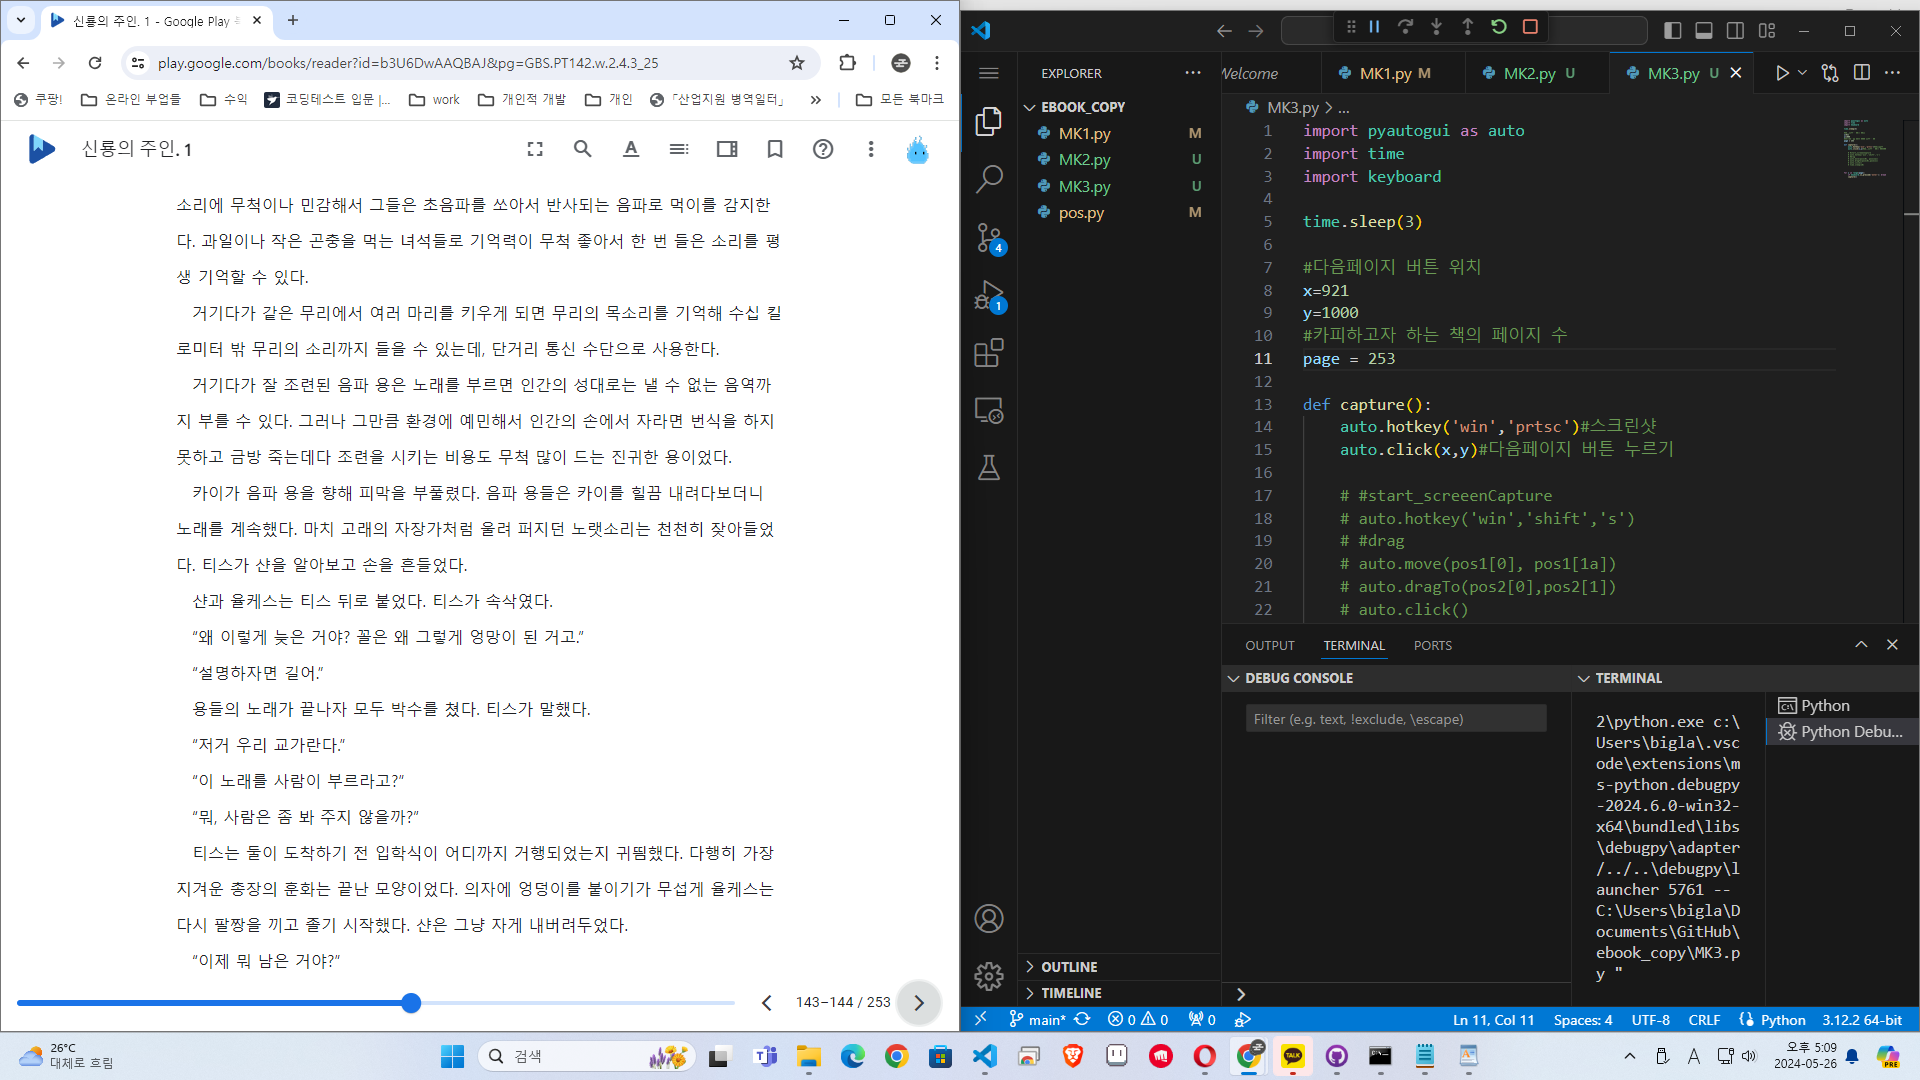 신룡의 주인. 1 - Google Play
play.google.com/books/reader?id=b3U6DwAAQBAJ&pg=GBS.PT142.w.2.4.3_25
쿠팡! 온라인 부업들 수익 코딩테스트 입문 |... work 개인적 개발 개인 「산업지원 병역일터」 » 모든 북마크
신룡의 주인. 1
소리에 무척이나 민감해서 그들은 초음파를 쏘아서 반사되는 음파로 먹이를 감지한
다. 과일이나 작은 곤충을 먹는 녀석들로 기억력이 무척 좋아서 한 번 들은 소리를 평
생 기억할 수 있다.
거기다가 같은 무리에서 여러 마리를 키우게 되면 무리의 목소리를 기억해 수십 킬
로미터 밖 무리의 소리까지 들을 수 있는데, 단거리 통신 수단으로 사용한다.
거기다가 잘 조련된 음파 용은 노래를 부르면 인간의 성대로는 낼 수 없는 음역까
지 부를 수 있다. 그러나 그만큼 환경에 예민해서 인간의 손에서 자라면 번식을 하지
못하고 금방 죽는데다 조련을 시키는 비용도 무척 많이 드는 진귀한 용이었다.
카이가 음파 용을 향해 피막을 부풀렸다. 음파 용들은 카이를 힐끔 내려다보더니
노래를 계속했다. 마치 고래의 자장가처럼 울려 퍼지던 노랫소리는 천천히 잦아들었
다. 티스가 샨을 알아보고 손을 흔들었다.
샨과 율케스는 티스 뒤로 붙었다. 티스가 속삭였다.
“왜 이렇게 늦은 거야? 꼴은 왜 그렇게 엉망이 된 거고.”
“설명하자면 길어.”
용들의 노래가 끝나자 모두 박수를 쳤다. 티스가 말했다.
“저거 우리 교가란다.”
“이 노래를 사람이 부르라고?”
“뭐, 사람은 좀 봐 주지 않을까?”
티스는 둘이 도착하기 전 입학식이 어디까지 거행되었는지 귀띔했다. 다행히 가장
지겨운 총장의 훈화는 끝난 모양이었다. 의자에 엉덩이를 붙이기가 무섭게 율케스는
다시 팔짱을 끼고 졸기 시작했다. 샨은 그냥 자게 내버려두었다.
“이제 뭐 남은 거야?”
143–144 / 253
EXPLORER ...
EBOOK_COPY
MK1.py M
MK2.py U
MK3.py U
pos.py M
OUTLINE
TIMELINE
Welcome MK1.py M MK2.py U MK3.py U
MK3.py > ...
1 import pyautogui as auto
2 import time
3 import keyboard
4
5 time.sleep(3)
6
7 #다음페이지 버튼 위치
8 x=921
9 y=1000
10 #카피하고자 하는 책의 페이지 수
11 page = 253
12
13 def capture():
14 auto.hotkey('win','prtsc')#스크린샷
15 auto.click(x,y)#다음페이지 버튼 누르기
16
17 # #start_screeenCapture
18 # auto.hotkey('win','shift','s')
19 # #drag
20 # auto.move(pos1[0], pos1[1a])
21 # auto.dragTo(pos2[0],pos2[1])
22 # auto.click()
OUTPUT TERMINAL PORTS
DEBUG CONSOLE
Filter (e.g. text, !exclude, \escape)
TERMINAL
2\python.exe c:\
Users\bigla\.vsc
ode\extensions\m
s-python.debugpy
-2024.6.0-win32-
x64\bundled\libs
\debugpy\adapter
/../..\debugpy\l
auncher 5761 --
C:\Users\bigla\D
ocuments\GitHub\
ebook_copy\MK3.p
y "
Python
Python Debu...
4
1
main* 0 0 0 Ln 11, Col 11 Spaces: 4 UTF-8 CRLF Python 3.12.2 64-bit
26°C
대체로 흐림
검색
TALK
A
오후 5:09
2024-05-26
PRE